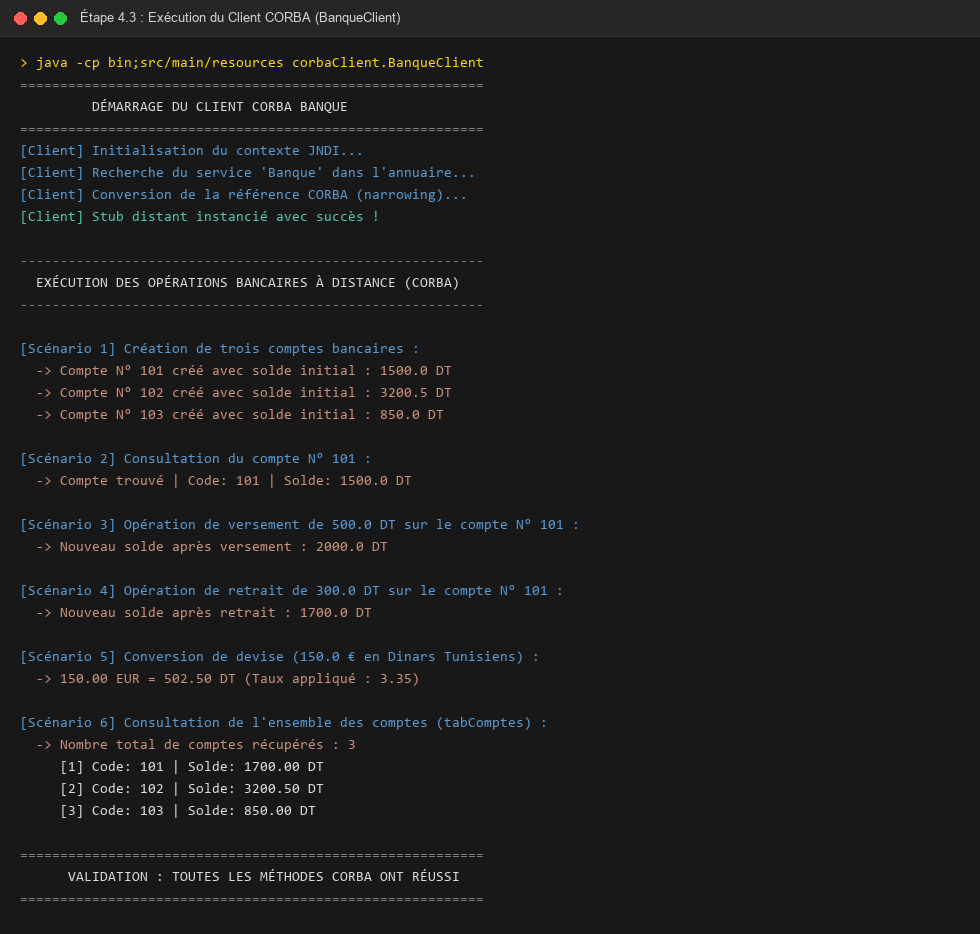 Étape 4.3 : Exécution du Client CORBA (BanqueClient)
> java -cp bin;src/main/resources corbaClient.BanqueClient
==========================================================
DÉMARRAGE DU CLIENT CORBA BANQUE
==========================================================
[Client] Initialisation du contexte JNDI...
[Client] Recherche du service 'Banque' dans l'annuaire...
[Client] Conversion de la référence CORBA (narrowing)...
[Client] Stub distant instancié avec succès !
----------------------------------------------------------
EXÉCUTION DES OPÉRATIONS BANCAIRES À DISTANCE (CORBA)
----------------------------------------------------------
[Scénario 1] Création de trois comptes bancaires :
-> Compte N° 101 créé avec solde initial : 1500.0 DT
-> Compte N° 102 créé avec solde initial : 3200.5 DT
-> Compte N° 103 créé avec solde initial : 850.0 DT
[Scénario 2] Consultation du compte N° 101 :
-> Compte trouvé | Code: 101 | Solde: 1500.0 DT
[Scénario 3] Opération de versement de 500.0 DT sur le compte N° 101 :
-> Nouveau solde après versement : 2000.0 DT
[Scénario 4] Opération de retrait de 300.0 DT sur le compte N° 101 :
-> Nouveau solde après retrait : 1700.0 DT
[Scénario 5] Conversion de devise (150.0 € en Dinars Tunisiens) :
-> 150.00 EUR = 502.50 DT (Taux appliqué : 3.35)
[Scénario 6] Consultation de l'ensemble des comptes (tabComptes) :
-> Nombre total de comptes récupérés : 3
[1] Code: 101 | Solde: 1700.00 DT
[2] Code: 102 | Solde: 3200.50 DT
[3] Code: 103 | Solde: 850.00 DT
==========================================================
VALIDATION : TOUTES LES MÉTHODES CORBA ONT RÉUSSI
==========================================================